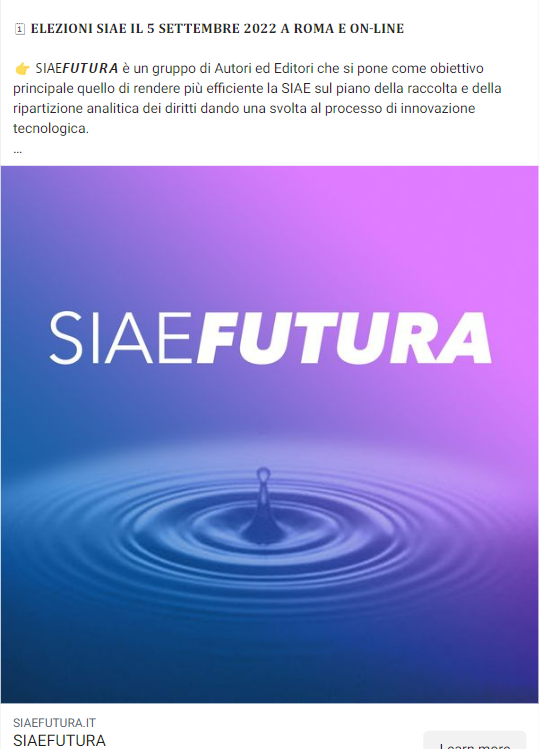 🗓 ELEZIONI SIAE IL 5 SETTEMBRE 2022 A ROMA E ON-LINE
👉 SIAEFUTURA è un gruppo di Autori ed Editori che si pone come obiettivo
principale quello di rendere più efficiente la SIAE sul piano della raccolta e della
ripartizione analitica dei diritti dando una svolta al processo di innovazione
tecnologica.
...
SIAEFUTURA
SIAEFUTURA.IT
SIAEFUTURA
Learn more